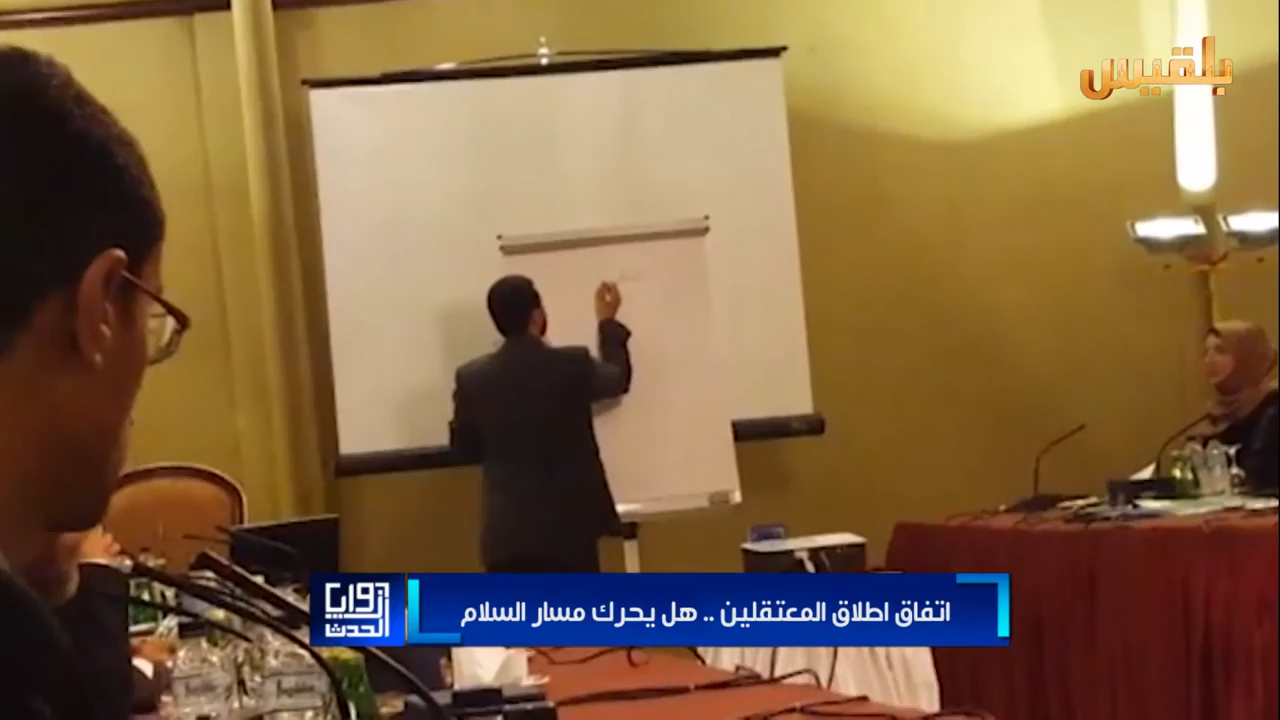 بلقيس
زوايا
الحدث
اتفاق اطلاق المعتقلين .. هل يحرك مسار السلام